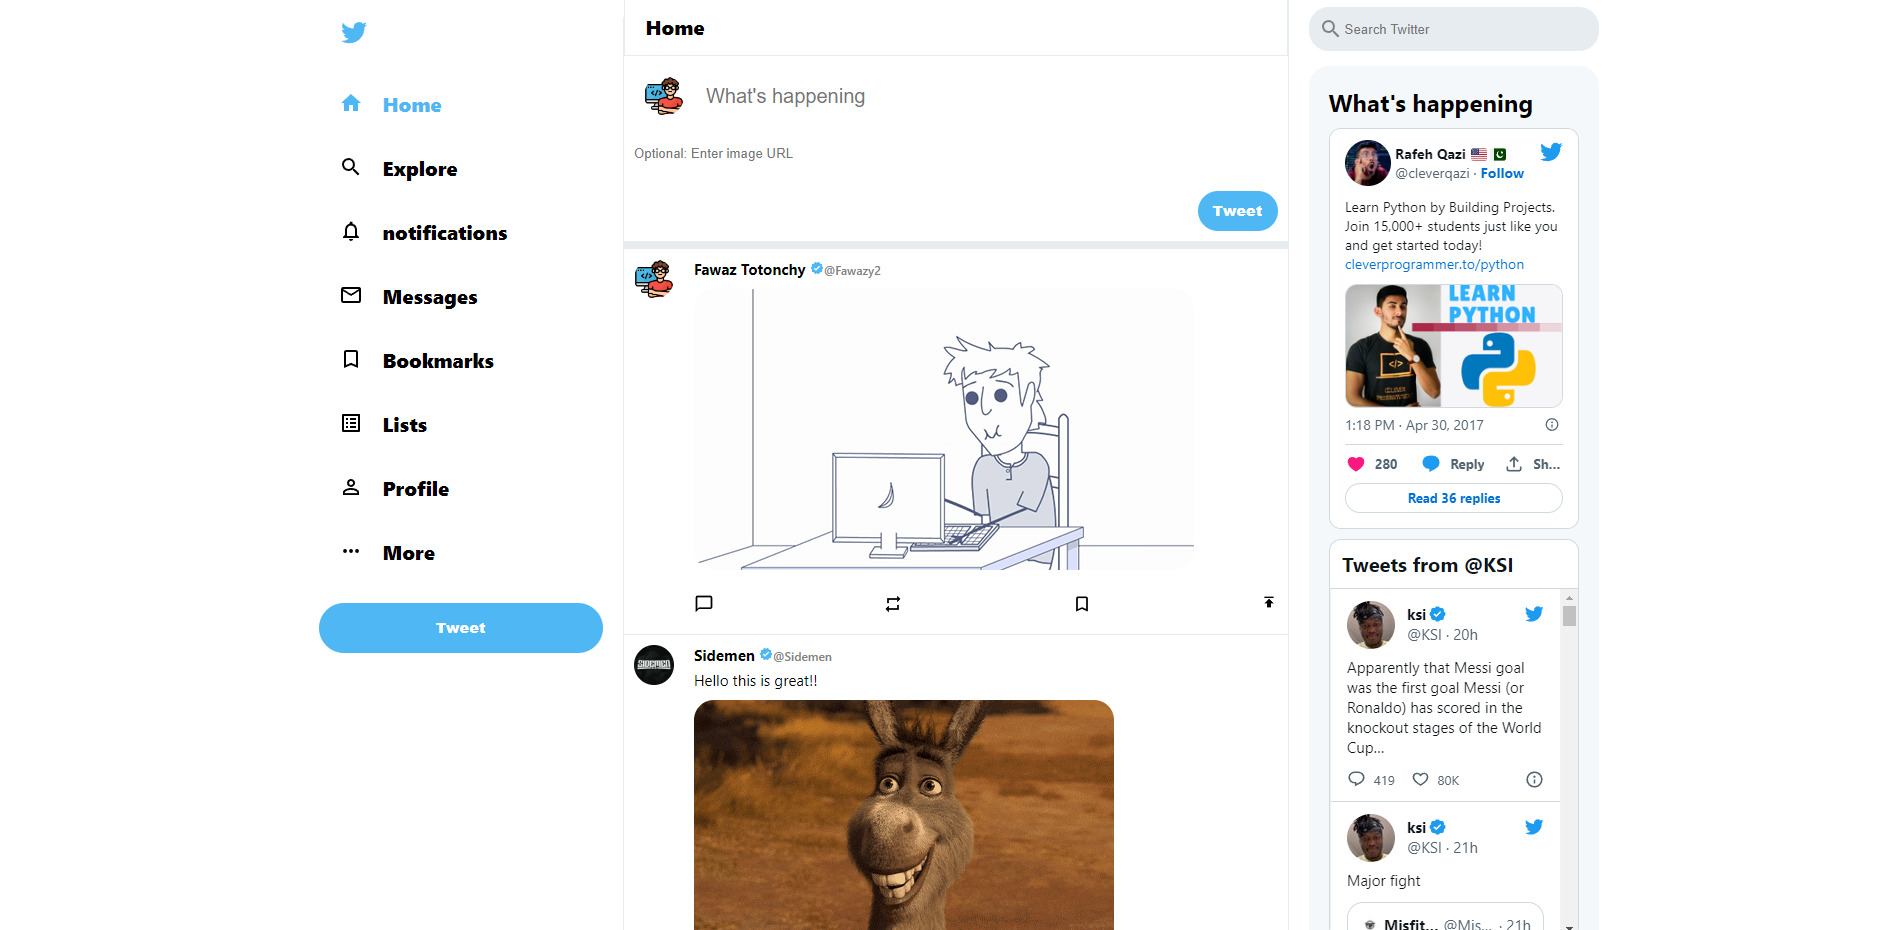 Home
Explore
notifications
Messages
Bookmarks
Lists
Profile
More
Tweet
Home
What's happening
Optional: Enter image URL
Tweet
Fawaz Totonchy @Fawazy2
SIDEMEN
Sidemen @Sidemen
Hello this is great!!
Search Twitter
What's happening
Rafeh Qazi
@cleverqazi · Follow
Learn Python by Building Projects.
Join 15,000+ students just like you
and get started today!
cleverprogrammer.to/python
LEARN
PYTHON
1:18 PM · Apr 30, 2017
280 Reply Sh...
Read 36 replies
Tweets from @KSI
ksi
@KSI · 20h
Apparently that Messi goal
was the first goal Messi (or
Ronaldo) has scored in the
knockout stages of the World
Cup...
419 80K
ksi
@KSI · 21h
Major fight
Misfit... @Mis... · 21h